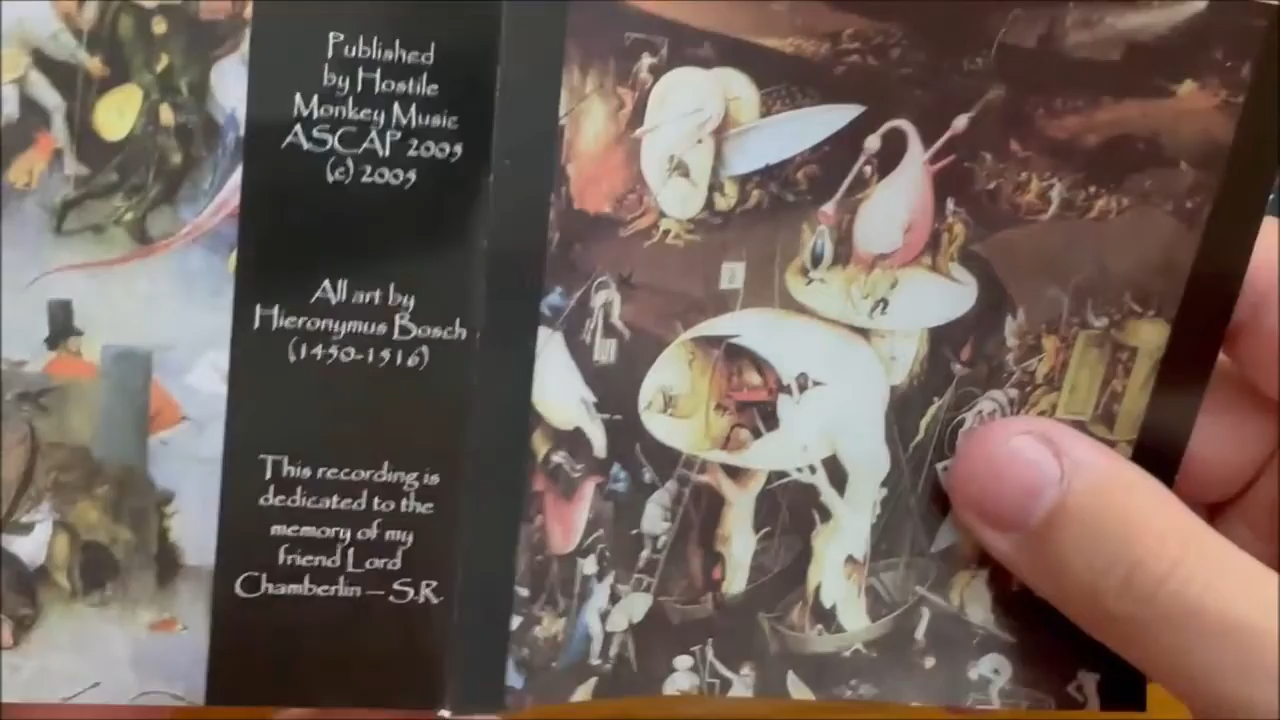 Published
by Hostile
Monkey Music
ASCAP 2005
(c) 2005
All art by
Hieronymus Bosch
(1450-1516)
This recording is
dedicated to the
memory of my
friend Lord
Chamberlin – S.R.